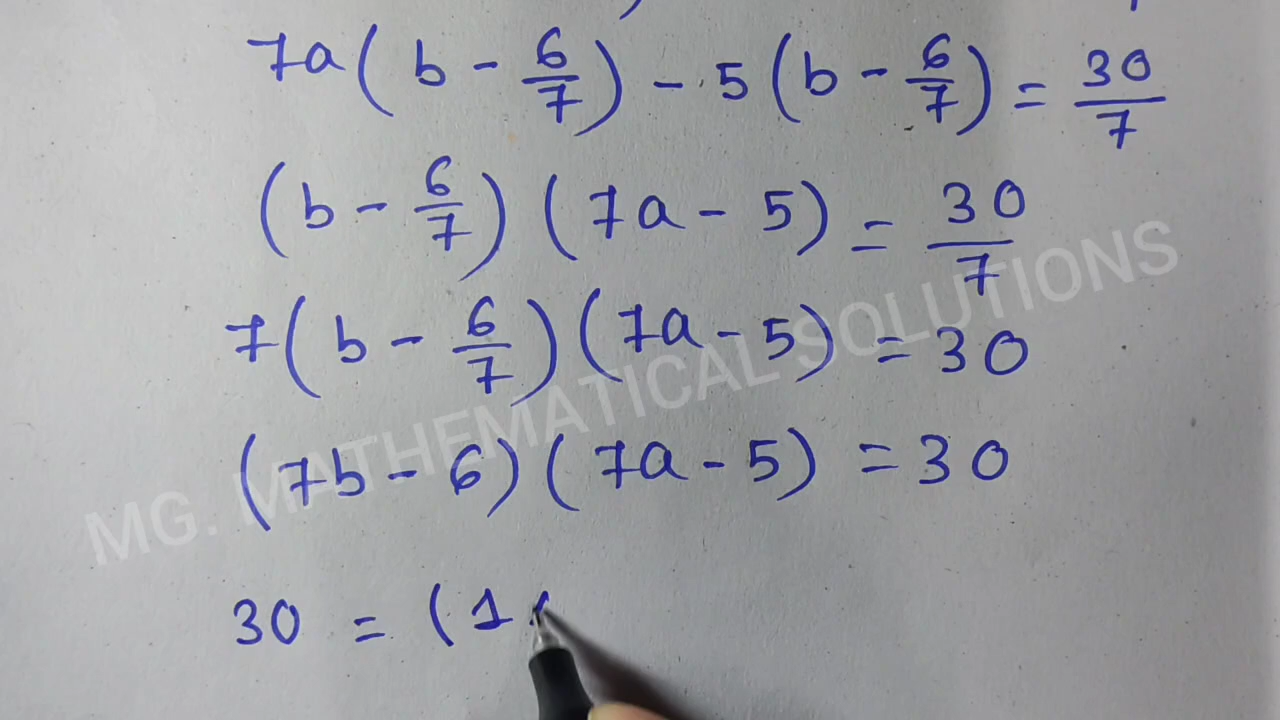 7a(b - 6/7) - 5(b - 6/7) = 30/7
(b - 6/7)(7a - 5) = 30/7
7(b - 6/7)(7a - 5) = 30
(7b - 6)(7a - 5) = 30
30 = (1
MG. MATHEMATICAL SOLUTIONS